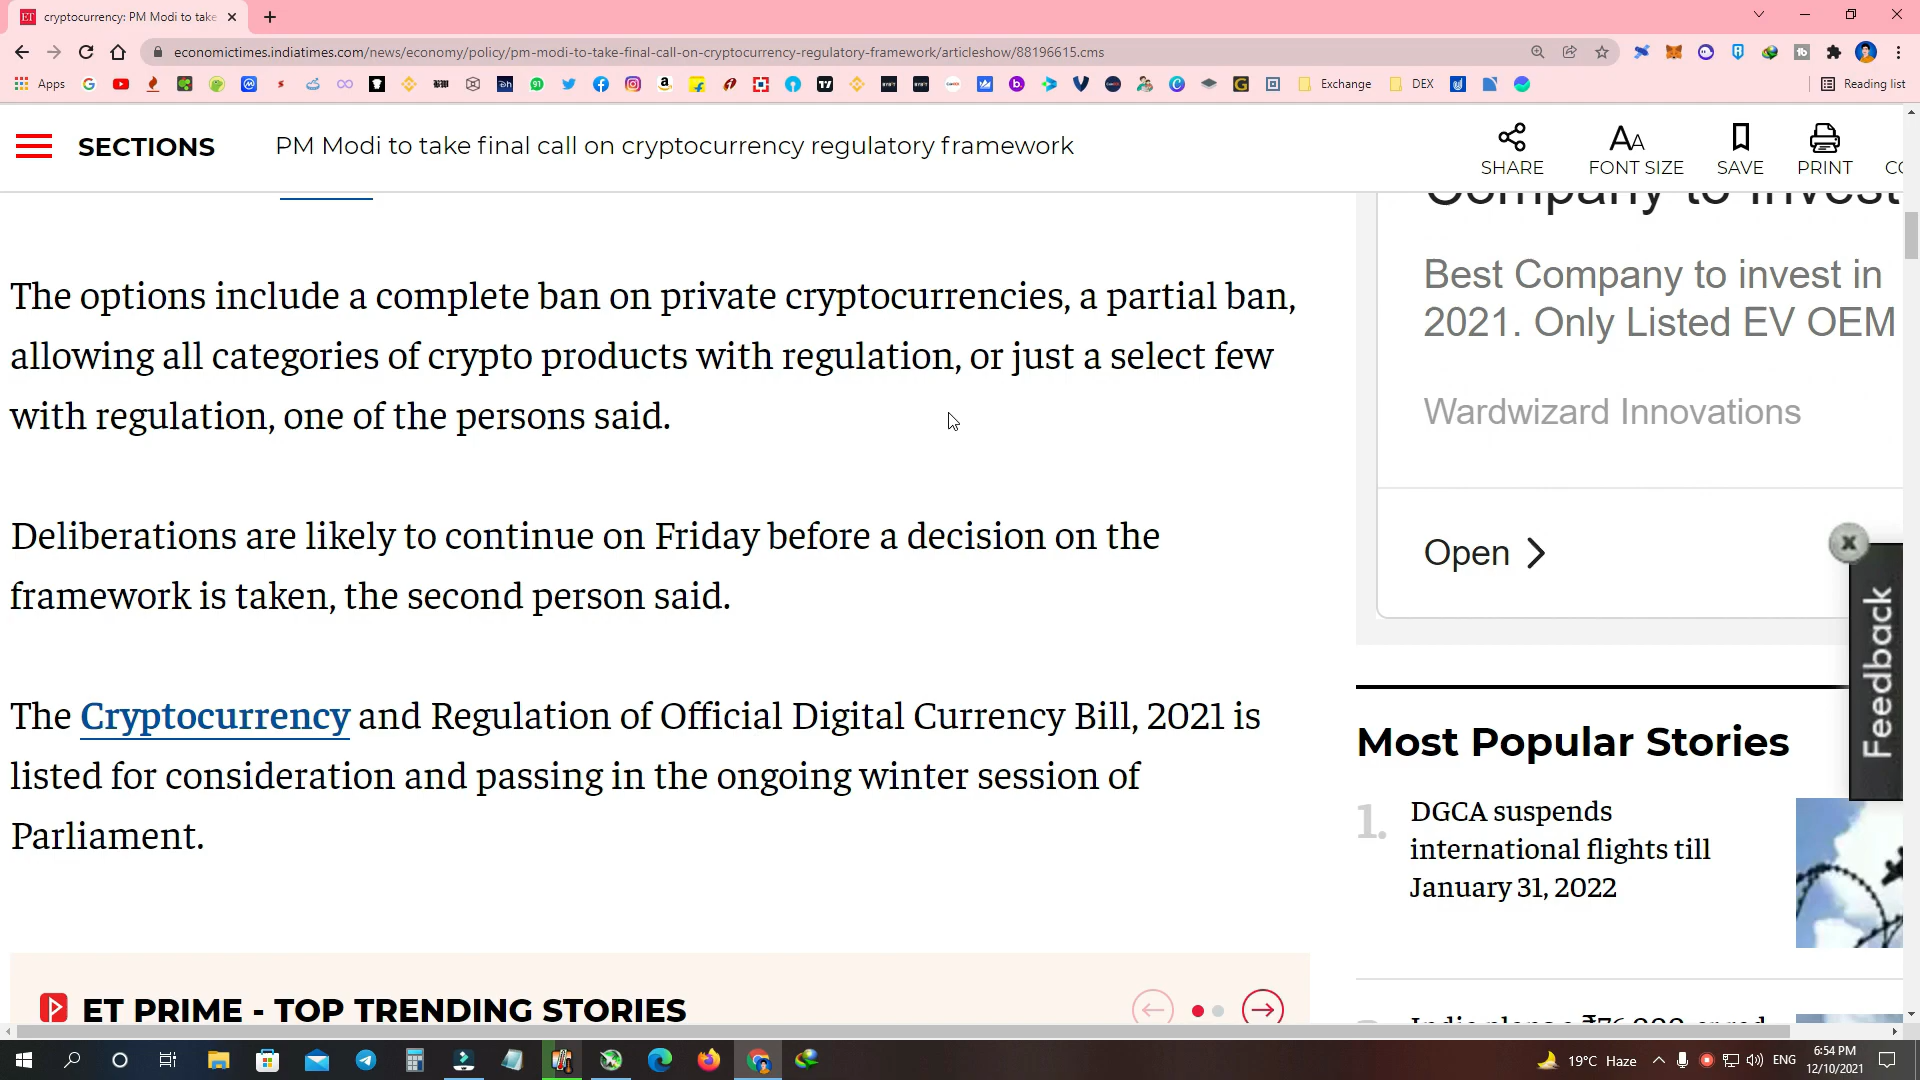 ET cryptocurrency: PM Modi to take
economictimes.indiatimes.com/news/economy/policy/pm-modi-to-take-final-call-on-cryptocurrency-regulatory-framework/articleshow/88196615.cms
Apps
Exchange
DEX
Reading list
SECTIONS
PM Modi to take final call on cryptocurrency regulatory framework
SHARE
FONT SIZE
SAVE
PRINT
The options include a complete ban on private cryptocurrencies, a partial ban,
allowing all categories of crypto products with regulation, or just a select few
with regulation, one of the persons said.
Deliberations are likely to continue on Friday before a decision on the
framework is taken, the second person said.
The Cryptocurrency and Regulation of Official Digital Currency Bill, 2021 is
listed for consideration and passing in the ongoing winter session of
Parliament.
ET PRIME - TOP TRENDING STORIES
Company to invest
Best Company to invest in
2021. Only Listed EV OEM
Wardwizard Innovations
Open
Feedback
Most Popular Stories
1. DGCA suspends
international flights till
January 31, 2022
19°C Haze
ENG
6:54 PM
12/10/2021